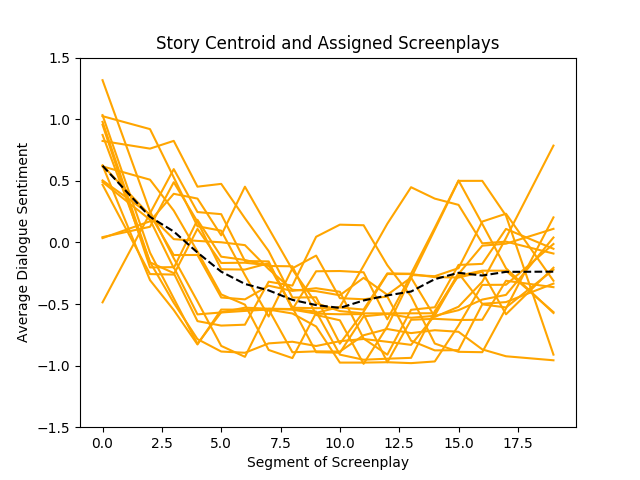 Story Centroid and Assigned Screenplays
1.5
1.0
0.5
0.0
−0.5
−1.0
−1.5
Average Dialogue Sentiment
0.0 2.5 5.0 7.5 10.0 12.5 15.0 17.5
Segment of Screenplay